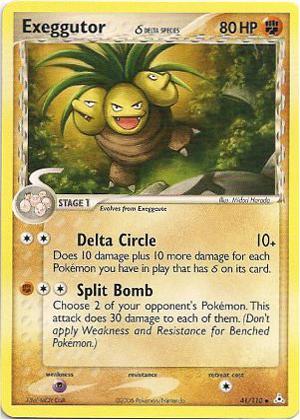 Exeggutor δ DELTA SPECIES 80 HP
Illus. Midori Harada
STAGE 1
Evolves from Exeggcute
Delta Circle 10+
Does 10 damage plus 10 more damage for each
Pokémon you have in play that has δ on its card.
Split Bomb
Choose 2 of your opponent's Pokémon. This
attack does 30 damage to each of them. (Don't
apply Weakness and Resistance for Benched
Pokémon.)
weakness resistance retreat cost
©2006 Pokémon/Nintendo 41/110